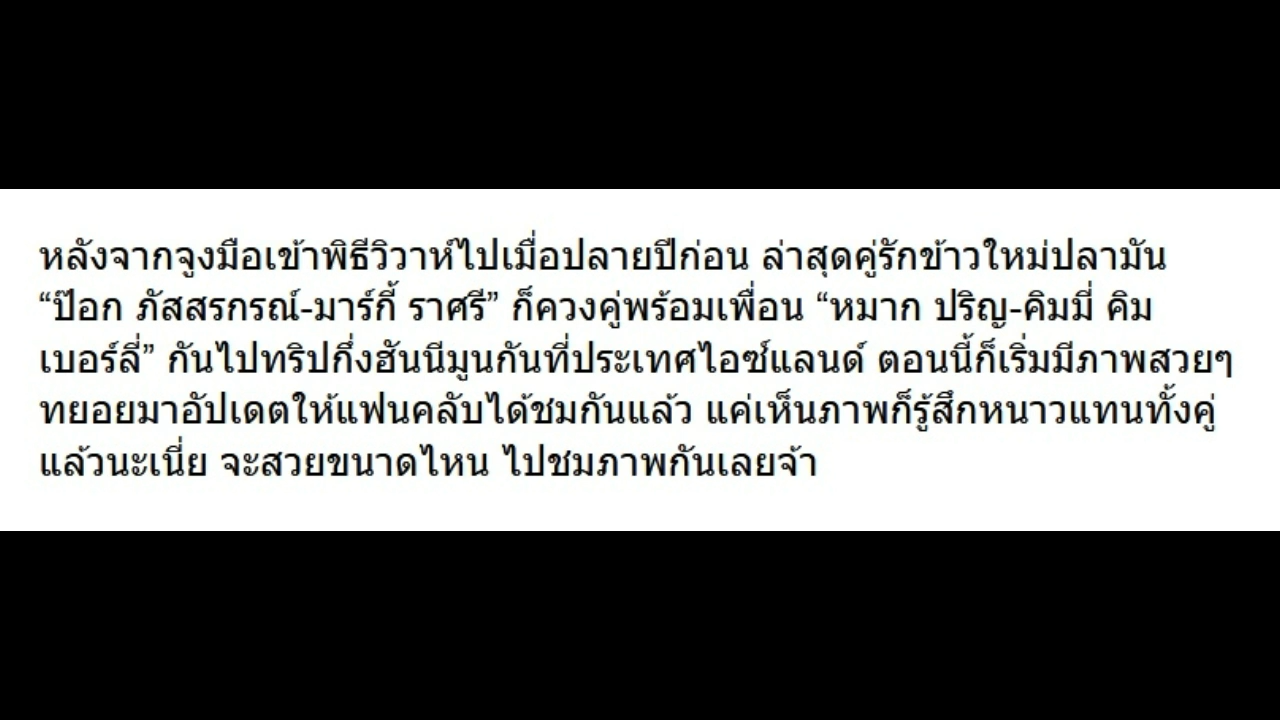 หลังจากจูงมือเข้าพิธีวิวาห์ไปเมื่อปลายปีก่อน ล่าสุดคู่รักข้าวใหม่ปลามัน
“ป๊อก ภัสสรกรณ์-มาร์กี้ ราศรี” ก็ควงคู่พร้อมเพื่อน “หมาก ปริญ-คิมมี่ คิม
เบอร์ลี่” กันไปทริปกึ่งฮันนีมูนกันที่ประเทศไอซ์แลนด์ ตอนนี้ก็เริ่มมีภาพสวยๆ
ทยอยมาอัปเดตให้แฟนคลับได้ชมกันแล้ว แค่เห็นภาพก็รู้สึกหนาวแทนทั้งคู่
แล้วนะเนี่ย จะสวยขนาดไหน ไปชมภาพกันเลยจ้า